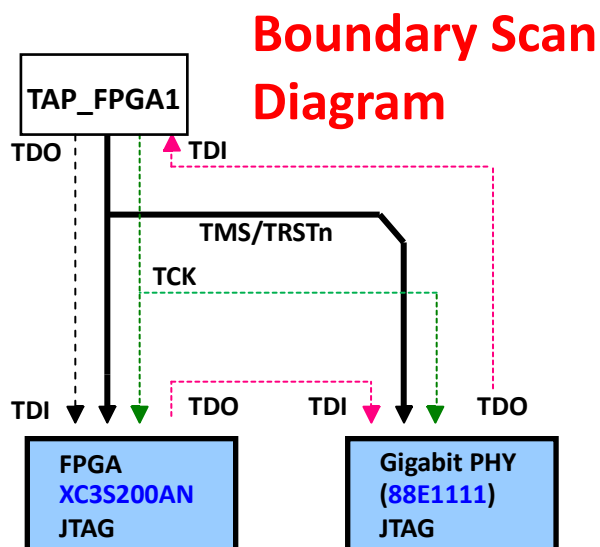 Boundary Scan
Diagram
TAP_FPGA1
TDO
TDI
TMS/TRSTn
TCK
TDI
TDO
TDI
TDO
FPGA
XC3S200AN
JTAG
Gigabit PHY
(88E1111)
JTAG